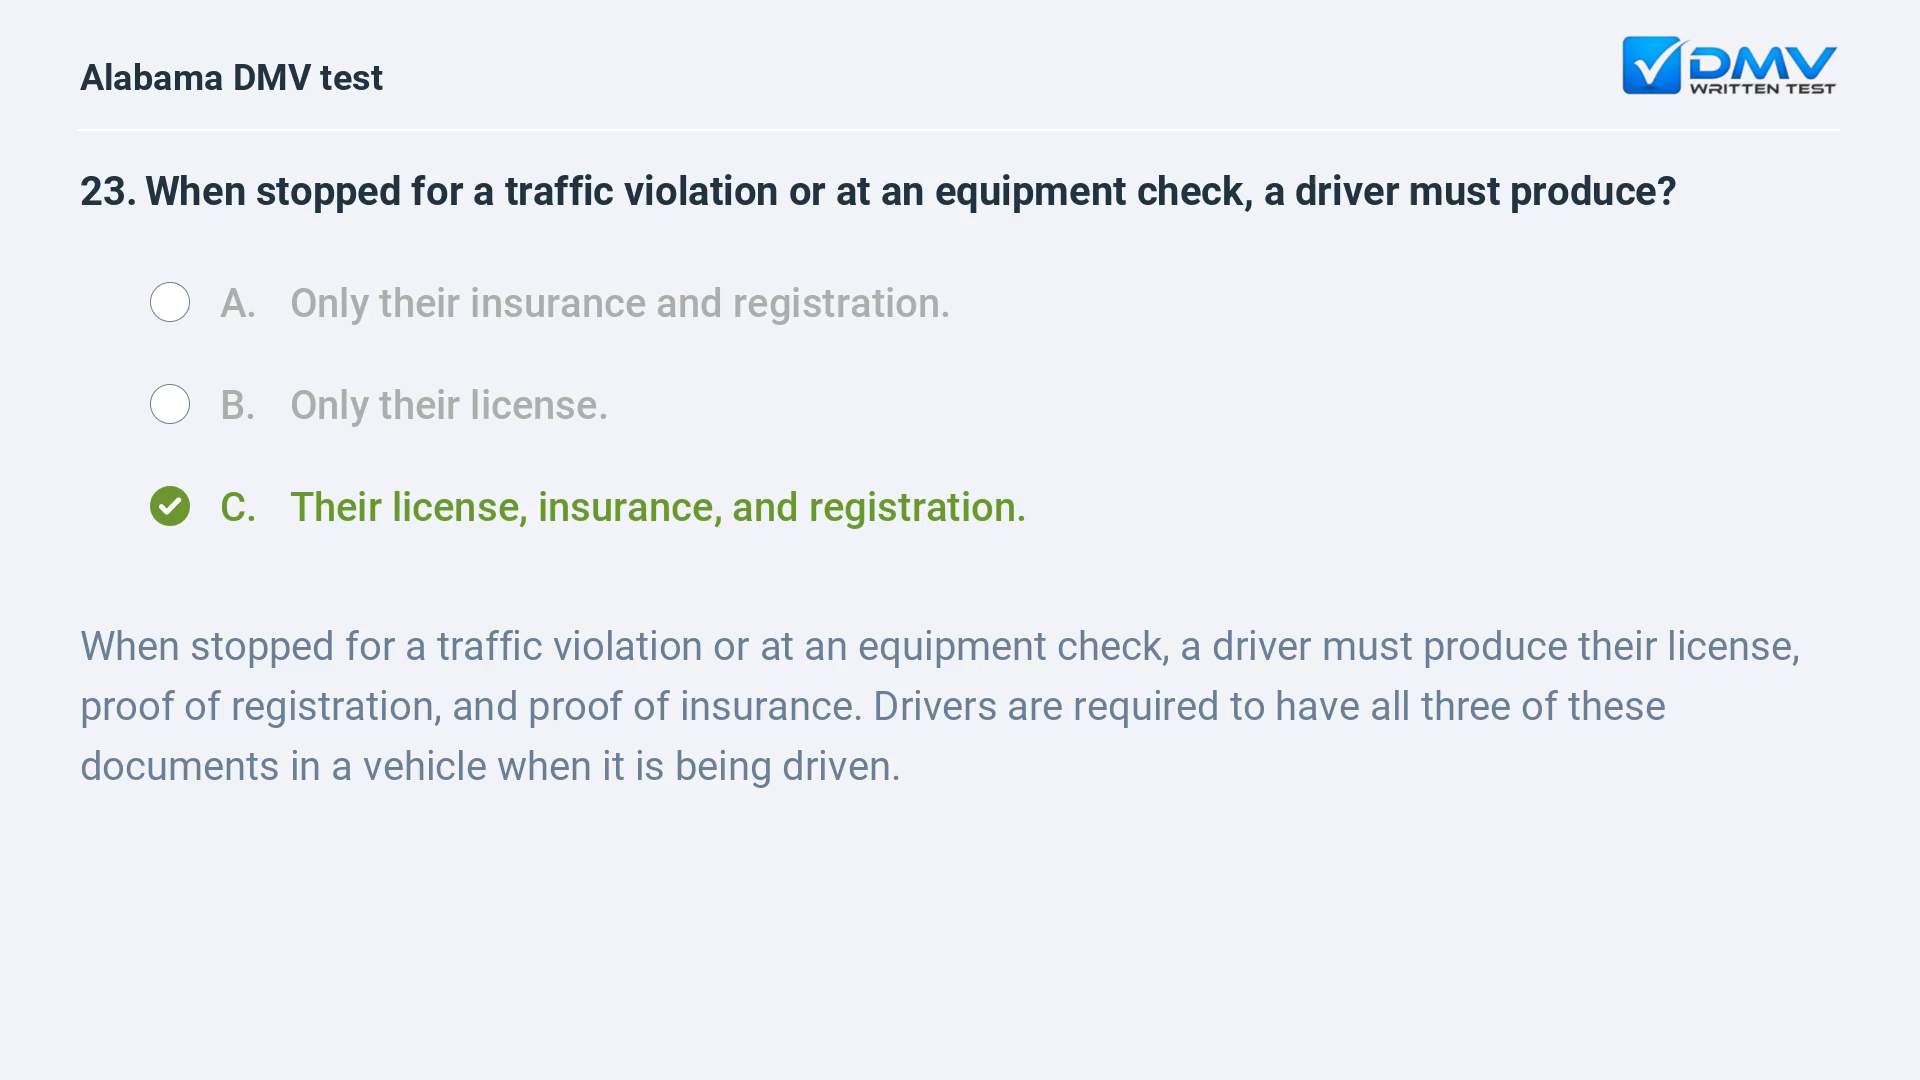 Alabama DMV test
DMV
WRITTEN TEST
23. When stopped for a traffic violation or at an equipment check, a driver must produce?
A. Only their insurance and registration.
B. Only their license.
C. Their license, insurance, and registration.
When stopped for a traffic violation or at an equipment check, a driver must produce their license,
proof of registration, and proof of insurance. Drivers are required to have all three of these
documents in a vehicle when it is being driven.